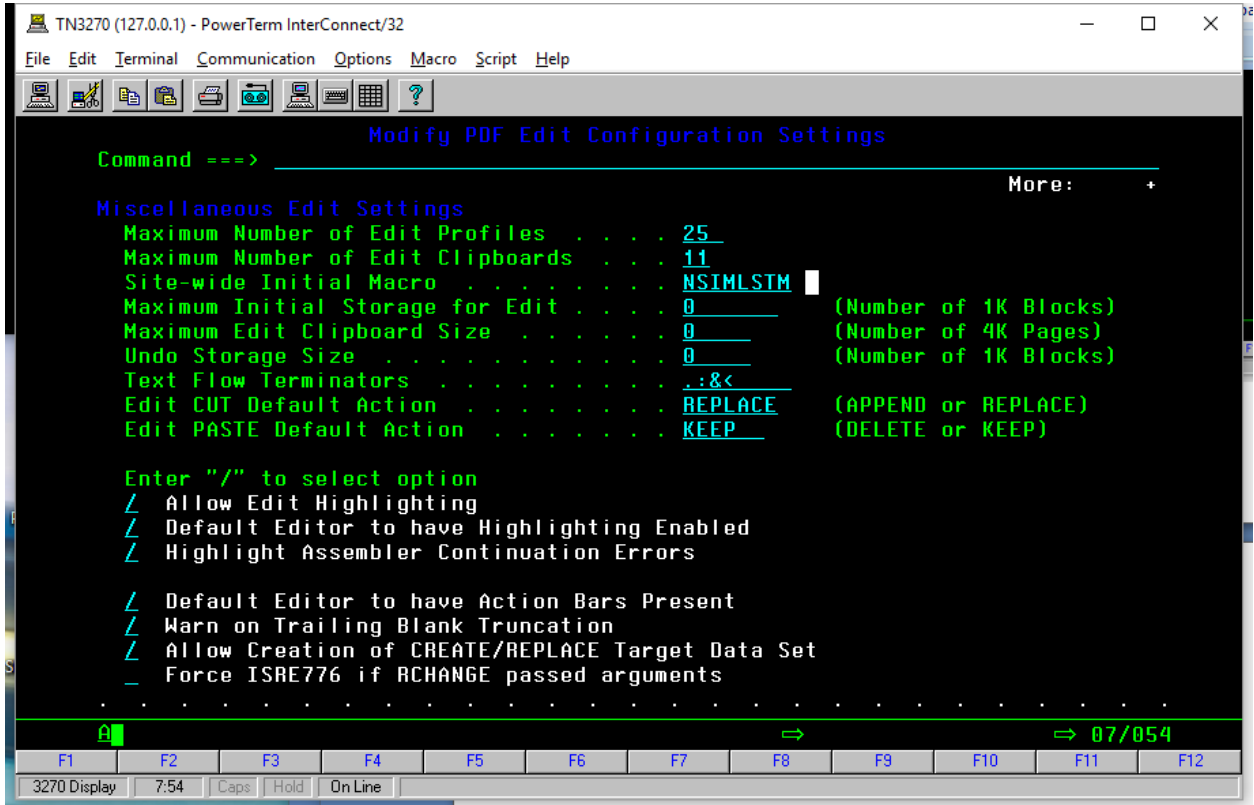 TN3270 (127.0.0.1) - PowerTerm InterConnect/32
File Edit Terminal Communication Options Macro Script Help
Modify PDF Edit Configuration Settings
Command ===>
More: +
Miscellaneous Edit Settings
Maximum Number of Edit Profiles . . . . 25
Maximum Number of Edit Clipboards . . . 11
Site-wide Initial Macro . . . . . . . . NSIMLSTM
Maximum Initial Storage for Edit . . . . 0 (Number of 1K Blocks)
Maximum Edit Clipboard Size . . . . . . 0 (Number of 4K Pages)
Undo Storage Size . . . . . . . . . . . 0 (Number of 1K Blocks)
Text Flow Terminators . . . . . . . . . .:&<
Edit CUT Default Action . . . . . . . . REPLACE (APPEND or REPLACE)
Edit PASTE Default Action . . . . . . . KEEP (DELETE or KEEP)
Enter "/" to select option
/ Allow Edit Highlighting
/ Default Editor to have Highlighting Enabled
/ Highlight Assembler Continuation Errors
/ Default Editor to have Action Bars Present
/ Warn on Trailing Blank Truncation
/ Allow Creation of CREATE/REPLACE Target Data Set
_ Force ISRE776 if RCHANGE passed arguments
. . . . . . . . . . . . . . . . . . . . . . . . . . .
A ⇨ ⇨ 07/054
F1 F2 F3 F4 F5 F6 F7 F8 F9 F10 F11 F12
3270 Display 7:54 Caps Hold On Line